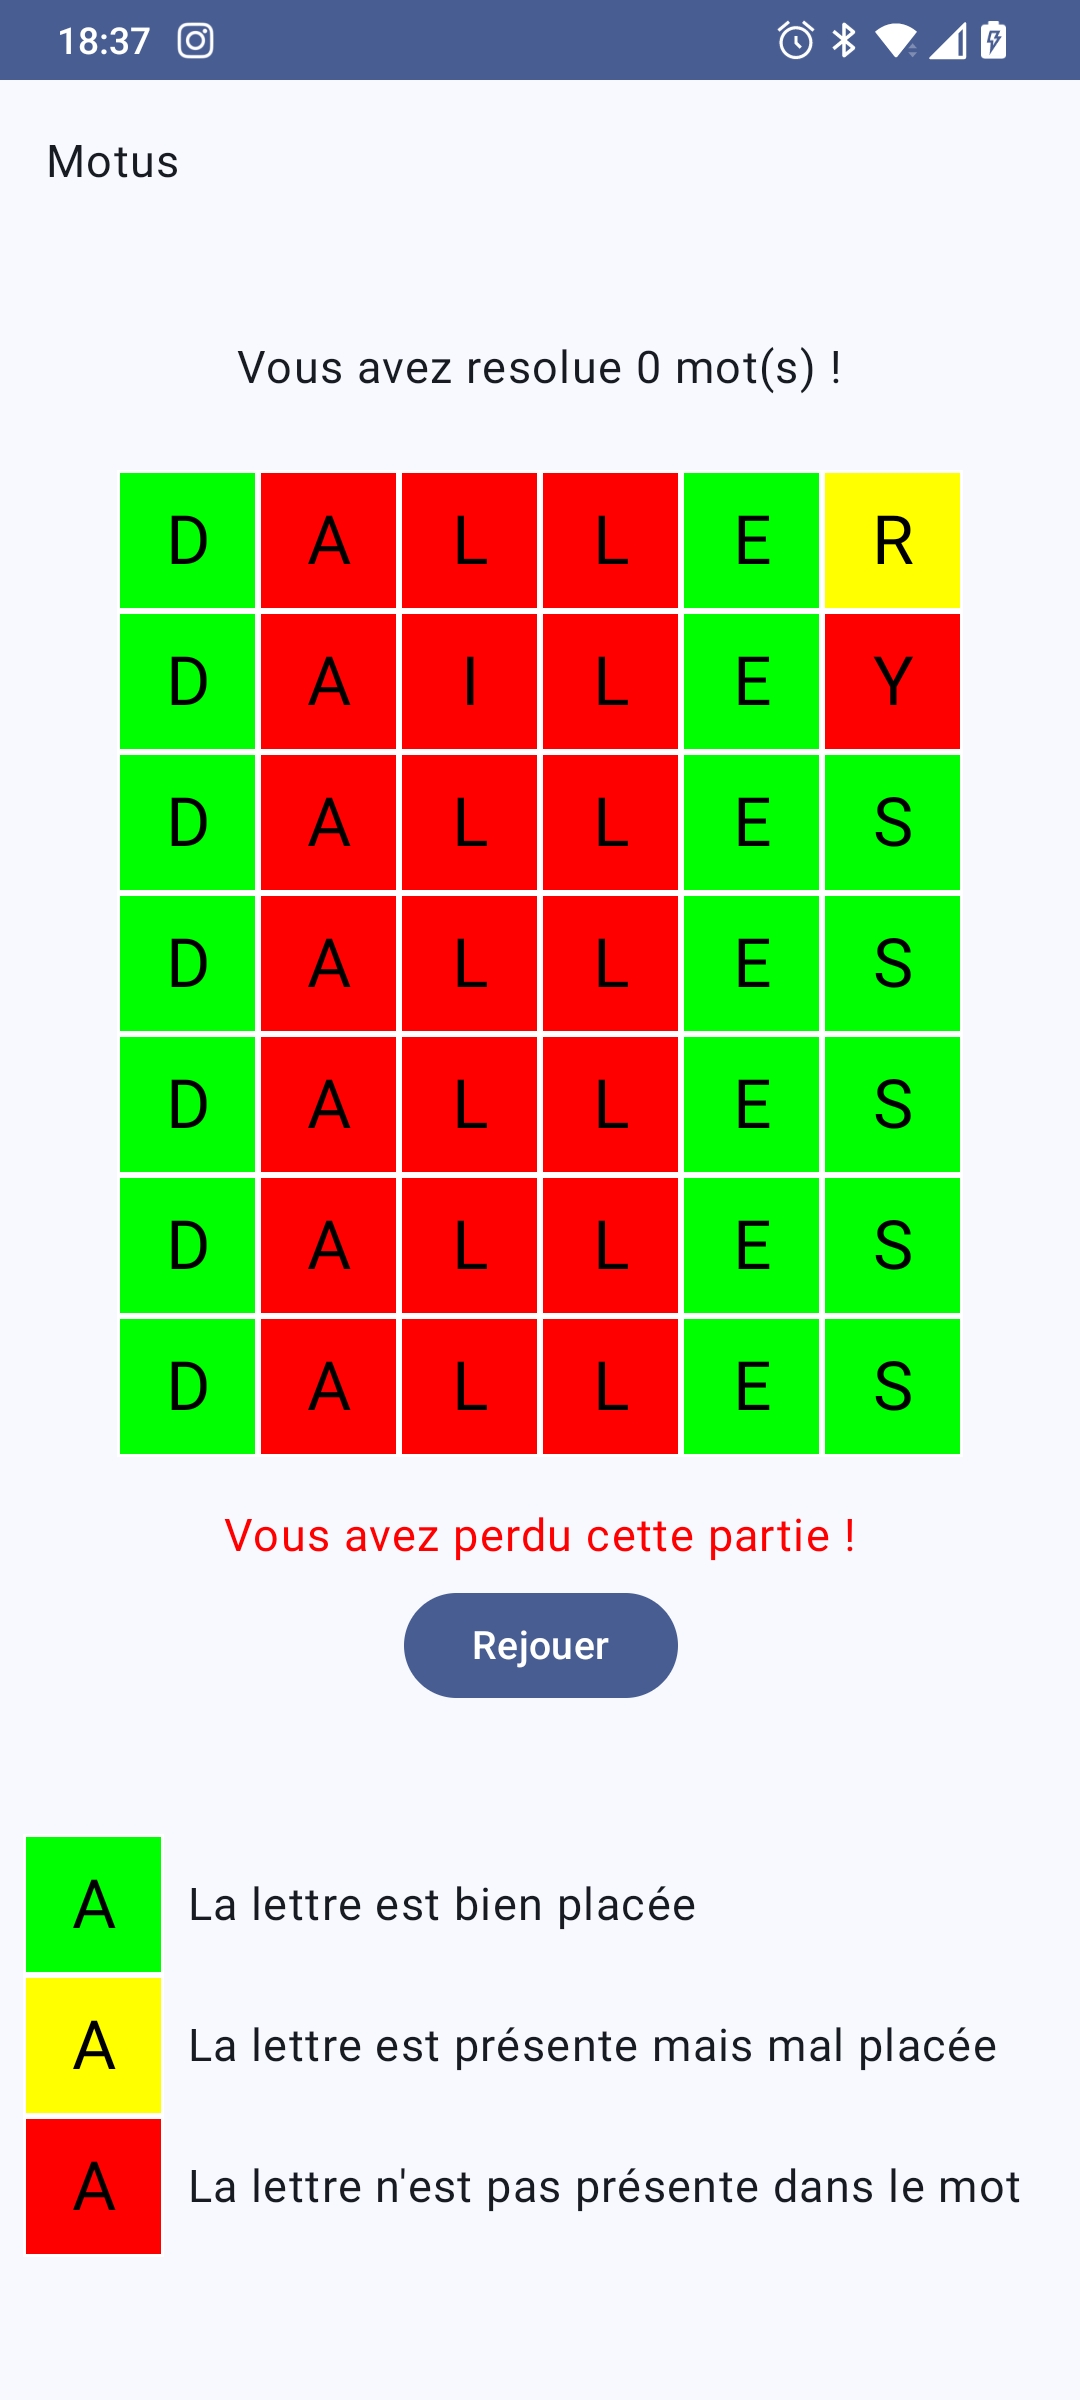 18:37
Motus
Vous avez resolue 0 mot(s) !
D A L L E R
D A I L E Y
D A L L E S
D A L L E S
D A L L E S
D A L L E S
D A L L E S
Vous avez perdu cette partie !
Rejouer
A La lettre est bien placée
A La lettre est présente mais mal placée
A La lettre n'est pas présente dans le mot